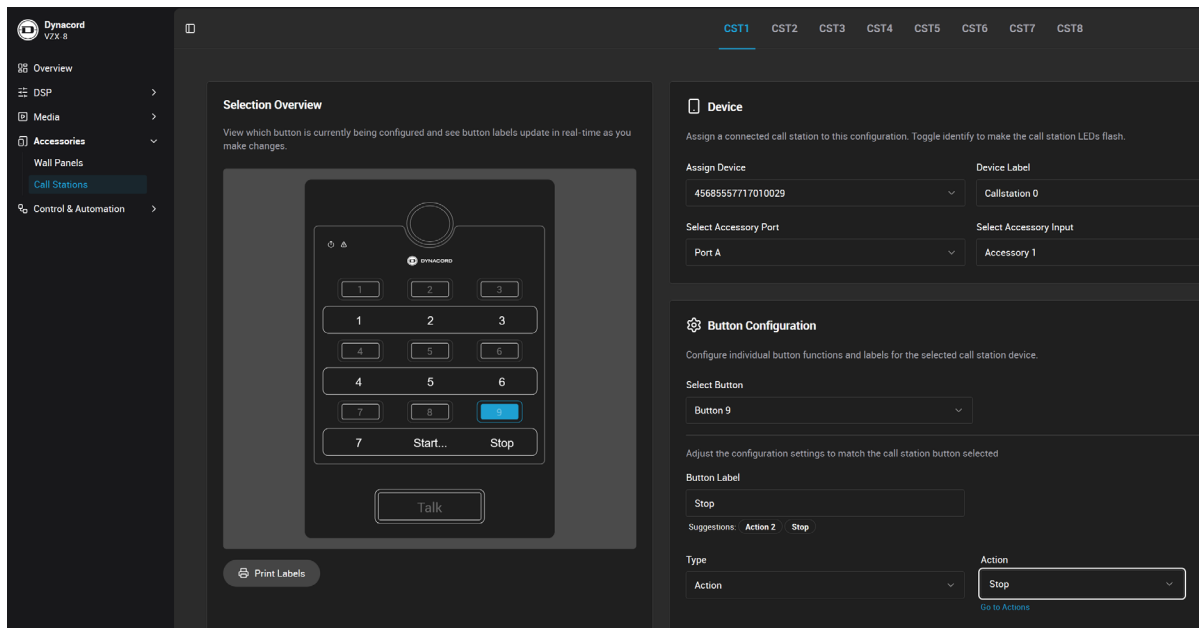 Dynacord
VZX-8
Overview
DSP
Media
Accessories
Wall Panels
Call Stations
Control & Automation
CST1 CST2 CST3 CST4 CST5 CST6 CST7 CST8
Selection Overview
View which button is currently being configured and see button labels update in real-time as you
make changes.
DYNACORD
1 2 3
1 2 3
4 5 6
4 5 6
7 8 9
7 Start... Stop
Talk
Print Labels
Device
Assign a connected call station to this configuration. Toggle identify to make the call station LEDs flash.
Assign Device Device Label
45685557717010029 Callstation 0
Select Accessory Port Select Accessory Input
Port A Accessory 1
Button Configuration
Configure individual button functions and labels for the selected call station device.
Select Button
Button 9
Adjust the configuration settings to match the call station button selected
Button Label
Stop
Suggestions: Action 2 Stop
Type Action
Action Stop
Go to Actions